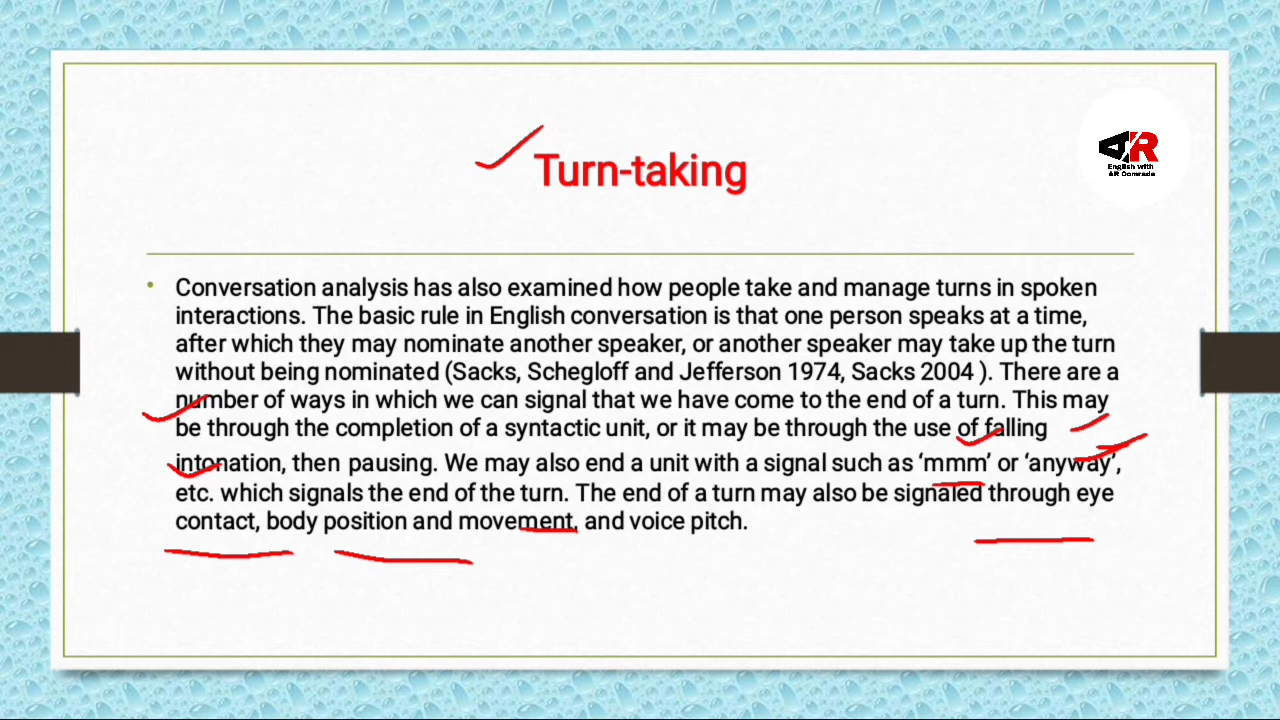 Turn-taking
AR
English with
AR Comrade
• Conversation analysis has also examined how people take and manage turns in spoken
interactions. The basic rule in English conversation is that one person speaks at a time,
after which they may nominate another speaker, or another speaker may take up the turn
without being nominated (Sacks, Schegloff and Jefferson 1974, Sacks 2004 ). There are a
number of ways in which we can signal that we have come to the end of a turn. This may
be through the completion of a syntactic unit, or it may be through the use of falling
intonation, then pausing. We may also end a unit with a signal such as ‘mmm’ or ‘anyway’,
etc. which signals the end of the turn. The end of a turn may also be signaled through eye
contact, body position and movement, and voice pitch.